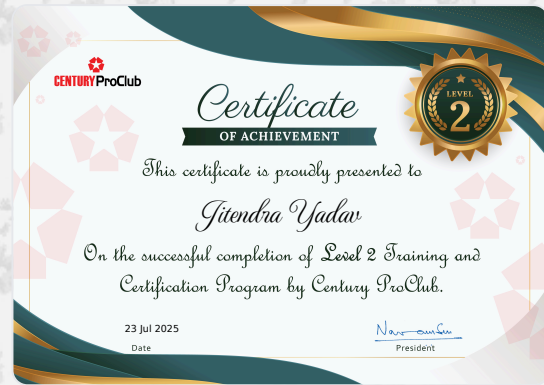 CENTURY ProClub
LEVEL
2
Certificate
OF ACHIEVEMENT
This certificate is proudly presented to
Jitendra Yadav
On the successful completion of Level 2 Training and
Certification Program by Century ProClub.
23 Jul 2025
Date
President